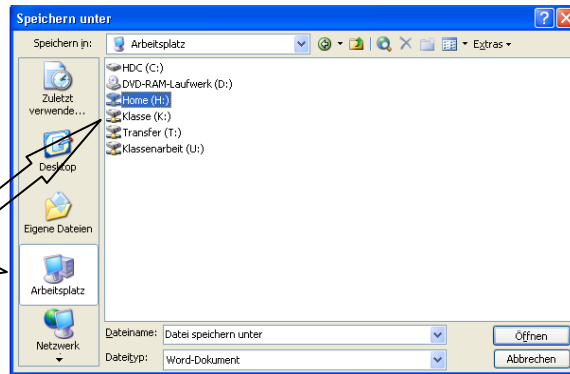 Speichern unter
Speichern in: Arbeitsplatz Extras
HDC (C:)
DVD-RAM-Laufwerk (D:)
Home (H:)
Klasse (K:)
Transfer (T:)
Klassenarbeit (U:)
Zuletzt
verwende...
Desktop
Eigene Dateien
Arbeitsplatz
Netzwerk
Dateiname: Datei speichern unter Öffnen
Dateityp: Word-Dokument Abbrechen